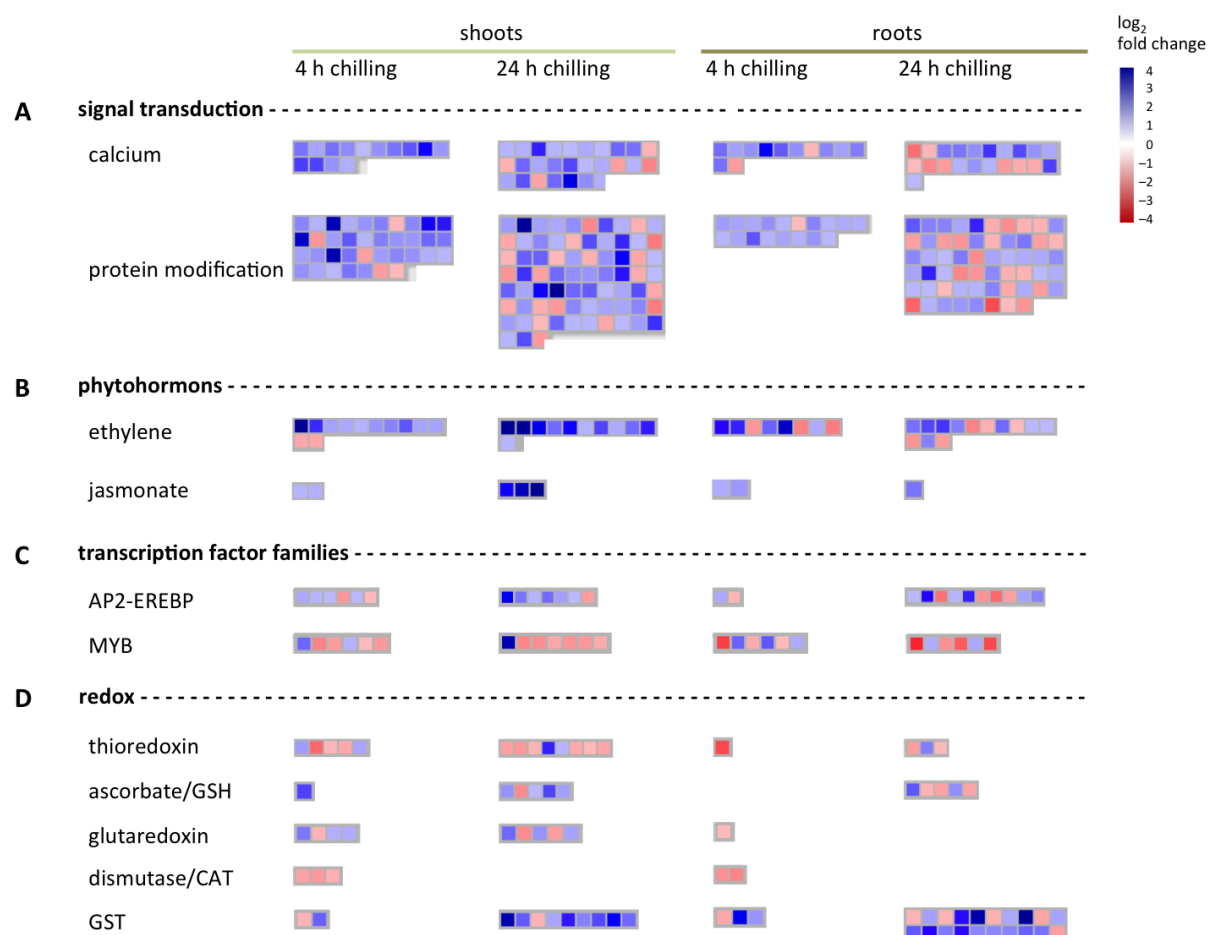 shoots roots
log2
fold change
4 h chilling 24 h chilling 4 h chilling 24 h chilling
4
3
2
1
0
−1
−2
−3
−4
A signal transduction
calcium
protein modification
B phytohormons
ethylene
jasmonate
C transcription factor families
AP2-EREBP
MYB
D redox
thioredoxin
ascorbate/GSH
glutaredoxin
dismutase/CAT
GST